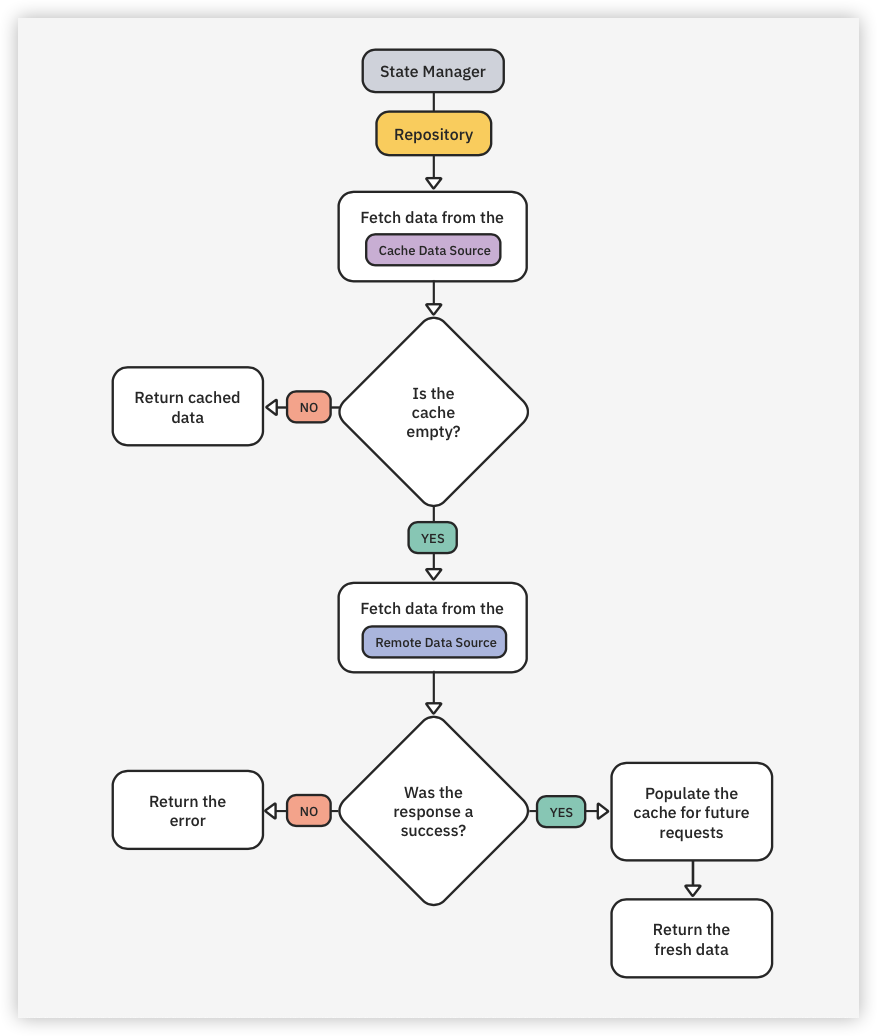 State Manager
Repository
Fetch data from the
Cache Data Source
Is the
cache
empty?
NO
Return cached
data
YES
Fetch data from the
Remote Data Source
Was the
response a
success?
NO
Return the
error
YES
Populate the
cache for future
requests
Return the
fresh data